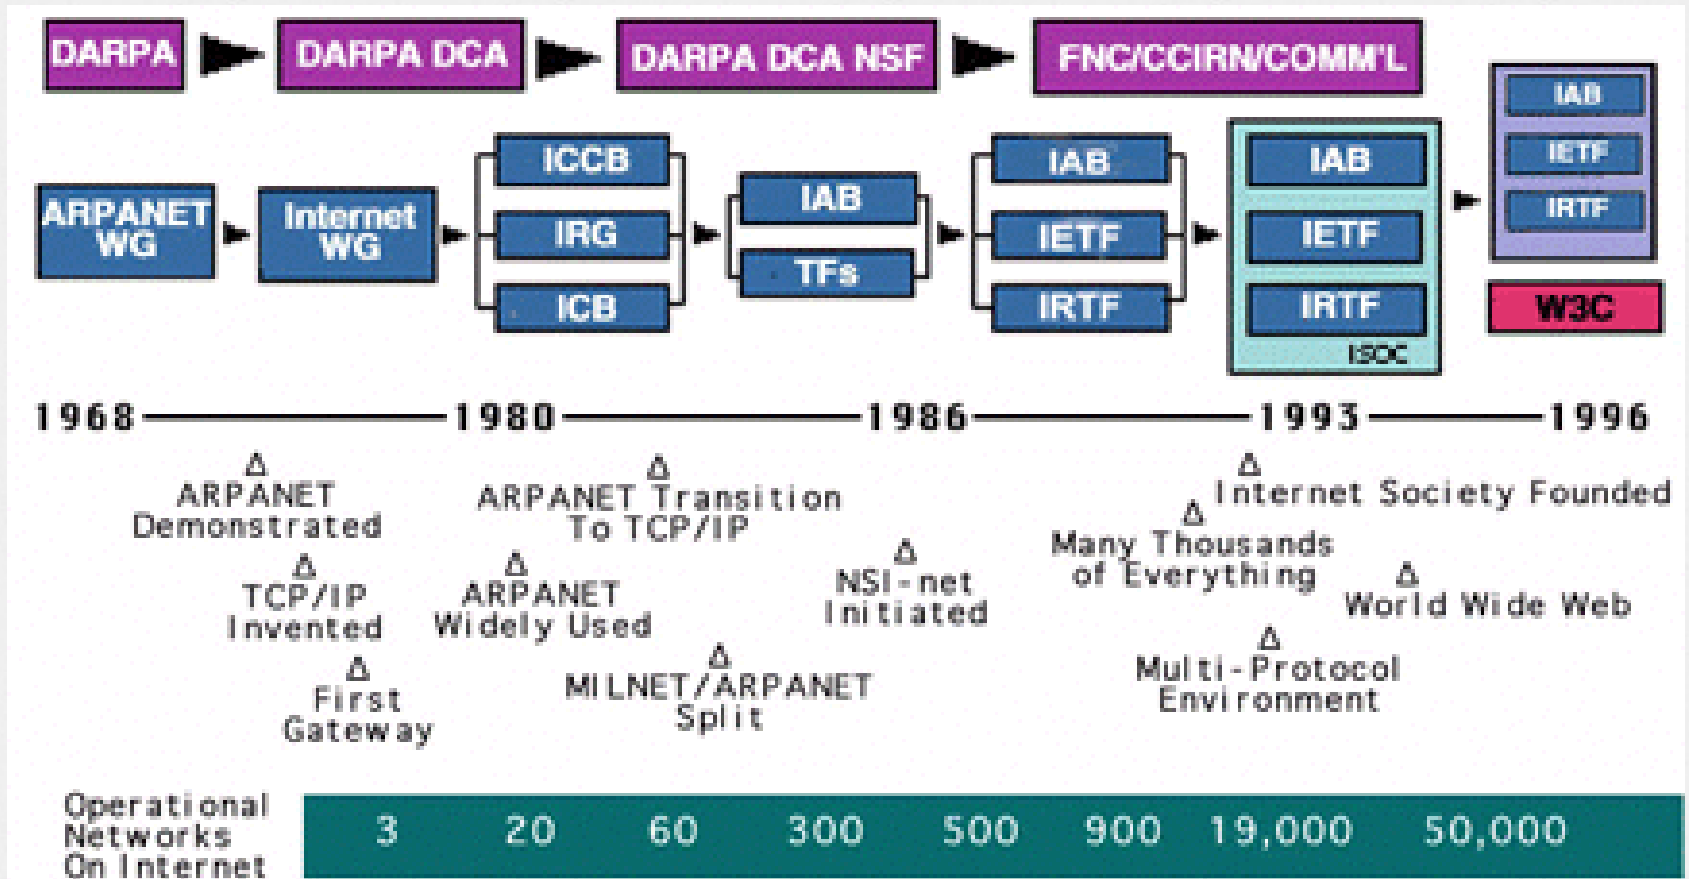 DARPA
DARPA DCA
DARPA DCA NSF
FNC/CCIRN/COMM'L
ARPANET
WG
Internet
WG
ICCB
IRG
ICB
IAB
TFs
IAB
IETF
IRTF
IAB
IETF
IRTF
ISOC
IAB
IETF
IRTF
W3C
1968
1980
1986
1993
1996
ARPANET
Demonstrated
ARPANET Transition
To TCP/IP
Internet Society Founded
TCP/IP
Invented
ARPANET
Widely Used
NSI-net
Initiated
Many Thousands
of Everything
World Wide Web
First
Gateway
MILNET/ARPANET
Split
Multi-Protocol
Environment
Operational
Networks
On Internet
3 20 60 300 500 900 19,000 50,000